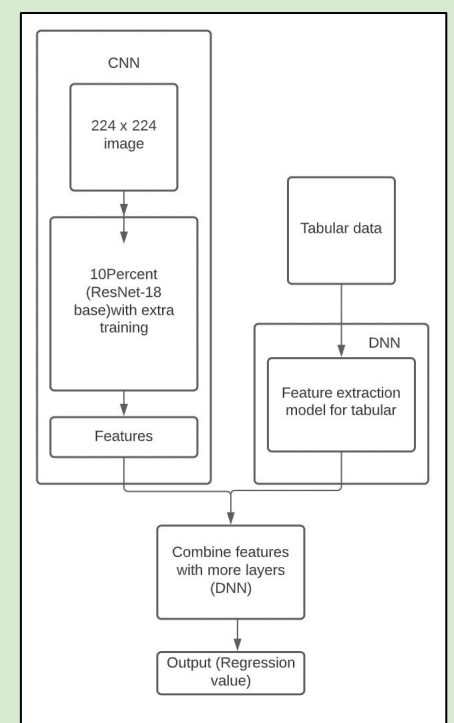 CNN
224 x 224
image
10Percent
(ResNet-18
base)with extra
training
Features
Tabular data
DNN
Feature extraction
model for tabular
Combine features
with more layers
(DNN)
Output (Regression
value)